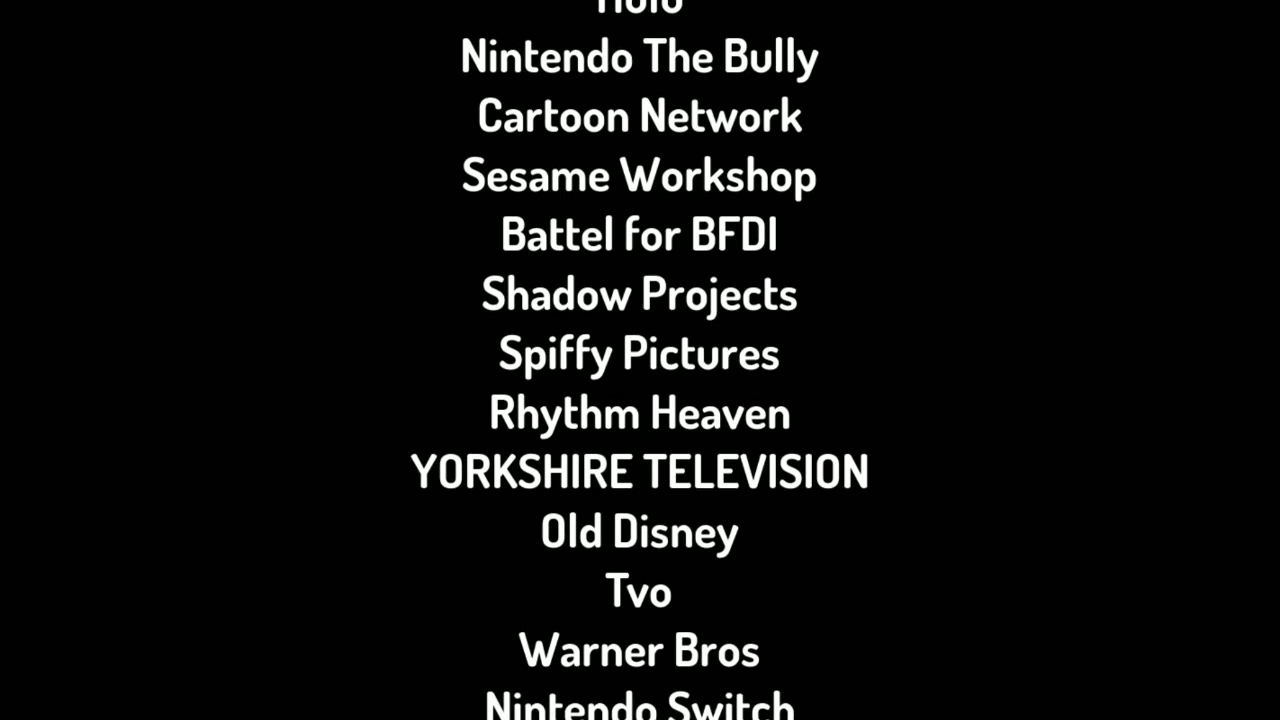 Nintendo The Bully
Cartoon Network
Sesame Workshop
Battel for BFDI
Shadow Projects
Spiffy Pictures
Rhythm Heaven
YORKSHIRE TELEVISION
Old Disney
Tvo
Warner Bros
Nintendo Switch